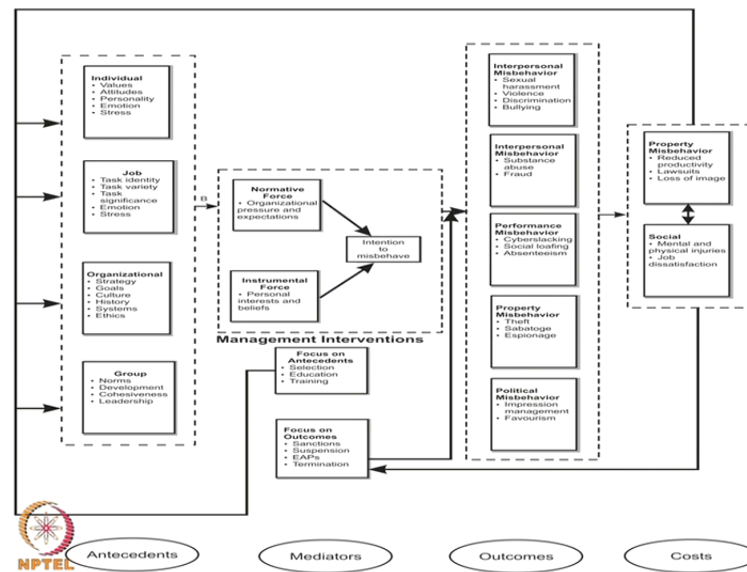 Individual
• Values
• Attitudes
• Personality
• Emotion
• Stress
Job
• Task identity
• Task variety
• Task
significance
• Emotion
• Stress
Organizational
• Strategy
• Goals
• Culture
• History
• Systems
• Ethics
Group
• Norms
• Development
• Cohesiveness
• Leadership
B
Normative
Force
• Organizational
pressure and
expectations
Instrumental
Force
• Personal interests and
beliefs
Intention
to
misbehave
Management Interventions
Focus on
Antecedents
• Selection
• Education
• Training
Focus on
Outcomes
• Sanctions
• Suspension
• EAPs
• Termination
Interpersonal
Misbehavior
• Sexual
harassment
• Violence
• Discrimination
• Bullying
Interpersonal
Misbehavior
• Substance
abuse
• Fraud
Performance
Misbehavior
• Cyberslacking
• Social loafing
• Absenteeism
Property
Misbehavior
• Theft
• Sabatoge
• Espionage
Political
Misbehavior
• Impression
management
• Favourism
Property
Misbehavior
• Reduced
productivity
• Lawsuits
• Loss of image
Social
• Mental and
physical injuries
• Job
dissatisfaction
NPTEL
Antecedents
Mediators
Outcomes
Costs